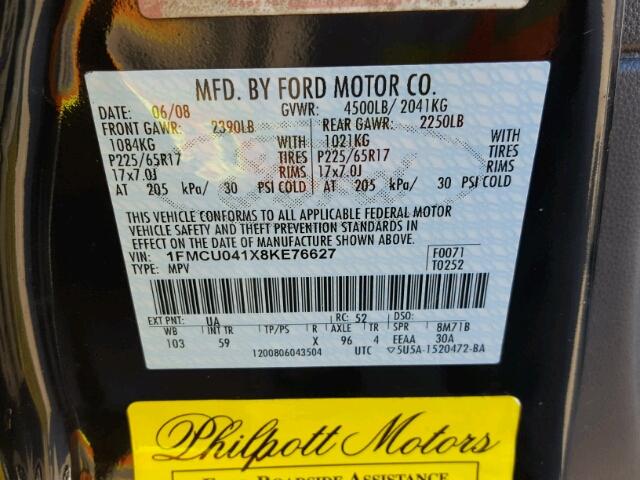 MFD. BY FORD MOTOR CO.
DATE: 06/08 GVWR: 4500LB/ 2041KG
FRONT GAWR: 2390LB REAR GAWR: 2250LB
1084KG WITH 1021KG WITH
P225/65R17 TIRES P225/65R17 TIRES
17x7.0J RIMS 17x7.0J RIMS
AT 205 kPa/ 30 PSI COLD AT 205 kPa/ 30 PSI COLD
THIS VEHICLE CONFORMS TO ALL APPLICABLE FEDERAL MOTOR
VEHICLE SAFETY AND THEFT PREVENTION STANDARDS IN
EFFECT ON THE DATE OF MANUFACTURE SHOWN ABOVE.
VIN: 1FMCU041X8KE76627 F0071
TYPE: MPV T0252
EXT PNT: UA RC: 52 DSO:
WB INT TR TP/PS R AXLE TR SPR 8M71B
103 59 X 96 4 EEAA 30A
1200806043504 UTC 5U5A-1520472-BA
Philpott Motors